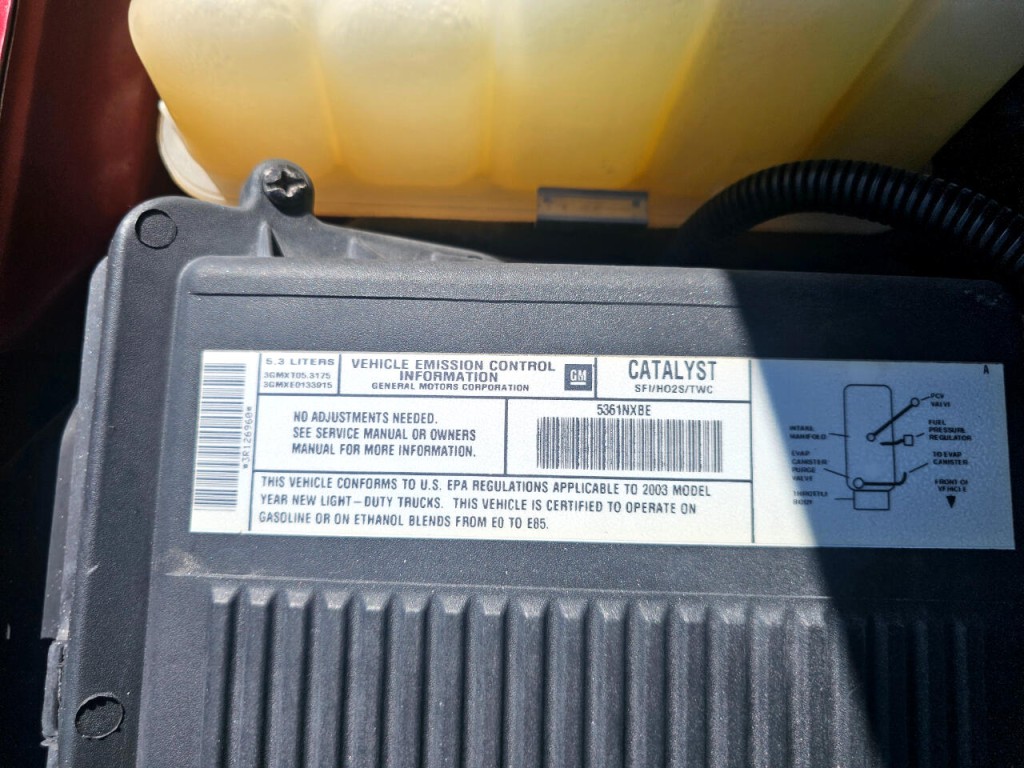 *3R126960*
5.3 LITERS
3GMXT05.3175
3GMXE0133915
VEHICLE EMISSION CONTROL
INFORMATION
GENERAL MOTORS CORPORATION
GM
CATALYST
SFI/HO2S/TWC
NO ADJUSTMENTS NEEDED.
SEE SERVICE MANUAL OR OWNERS
MANUAL FOR MORE INFORMATION.
5361NXBE
THIS VEHICLE CONFORMS TO U.S. EPA REGULATIONS APPLICABLE TO 2003 MODEL
YEAR NEW LIGHT-DUTY TRUCKS. THIS VEHICLE IS CERTIFIED TO OPERATE ON
GASOLINE OR ON ETHANOL BLENDS FROM E0 TO E85.
A
PCV
VALVE
FUEL
PRESSURE
REGULATOR
INTAKE
MANIFOLD
EVAP
CANISTER
PURGE
VALVE
TO EVAP
CANISTER
THROTTLE
BODY
FRONT OF
VEHICLE